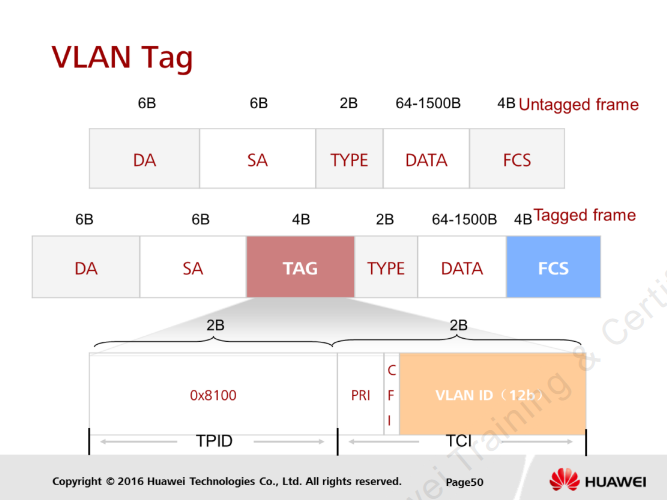 VLAN Tag
6B 6B 2B 64-1500B 4B Untagged frame
DA SA TYPE DATA FCS
6B 6B 4B 2B 64-1500B 4B Tagged frame
DA SA TAG TYPE DATA FCS
2B 2B
0x8100 PRI CFI VLAN ID（12b）
TPID TCI
Copyright © 2016 Huawei Technologies Co., Ltd. All rights reserved. Page50 HUAWEI